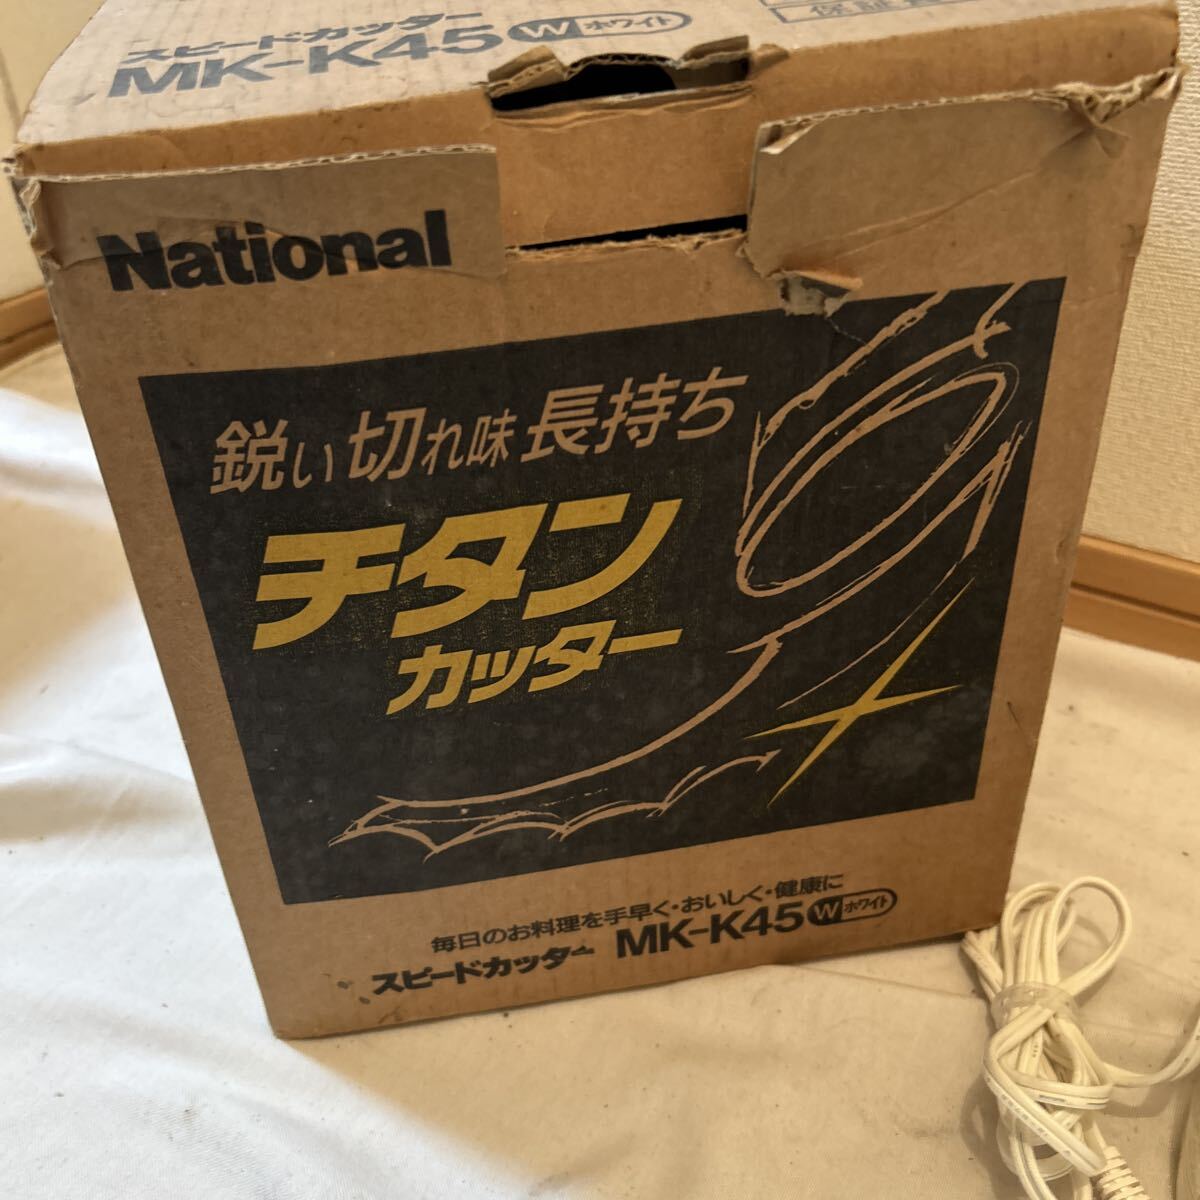 スピードカッター
MK-K45 W ホワイト
National
鋭い切れ味長持ち
チタン
カッター
毎日のお料理を手早く・おいしく・健康に
スピードカッター MK-K45 W ホワイト